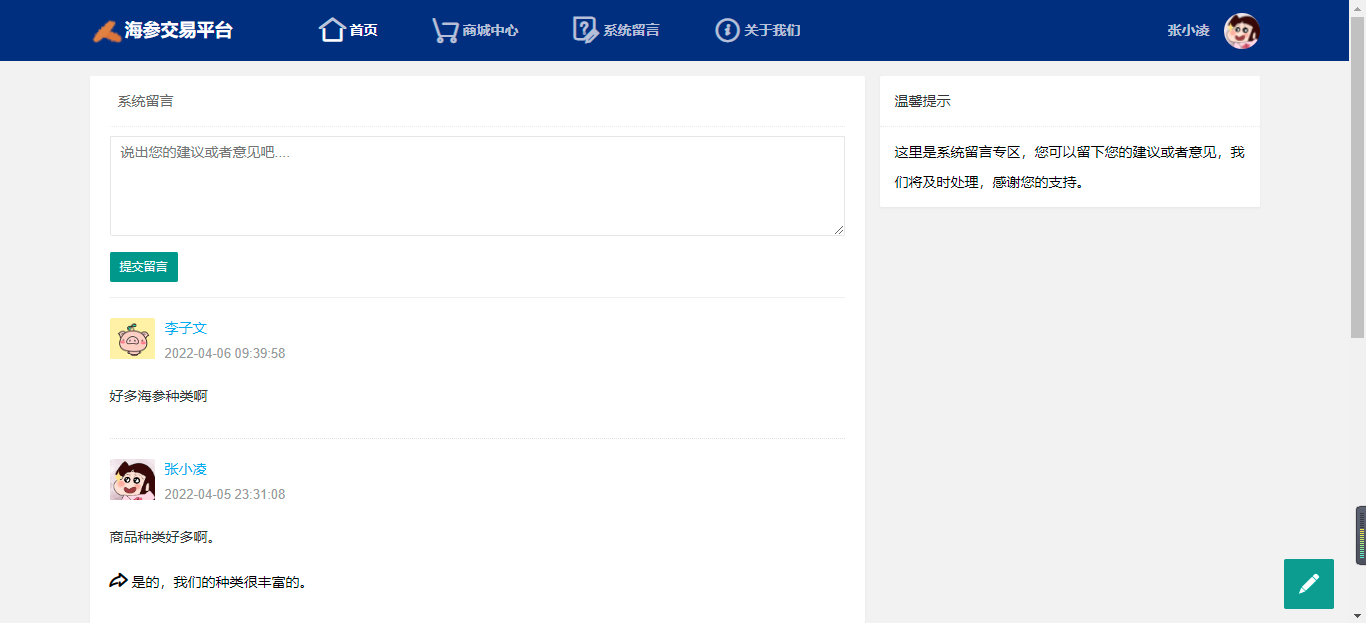 海参交易平台
首页
商城中心
系统留言
关于我们
张小凌
系统留言
说出您的建议或者意见吧....
提交留言
李子文
2022-04-06 09:39:58
好多海参种类啊
张小凌
2022-04-05 23:31:08
商品种类好多啊。
是的，我们的种类很丰富的。
温馨提示
这里是系统留言专区，您可以留下您的建议或者意见，我
们将及时处理，感谢您的支持。